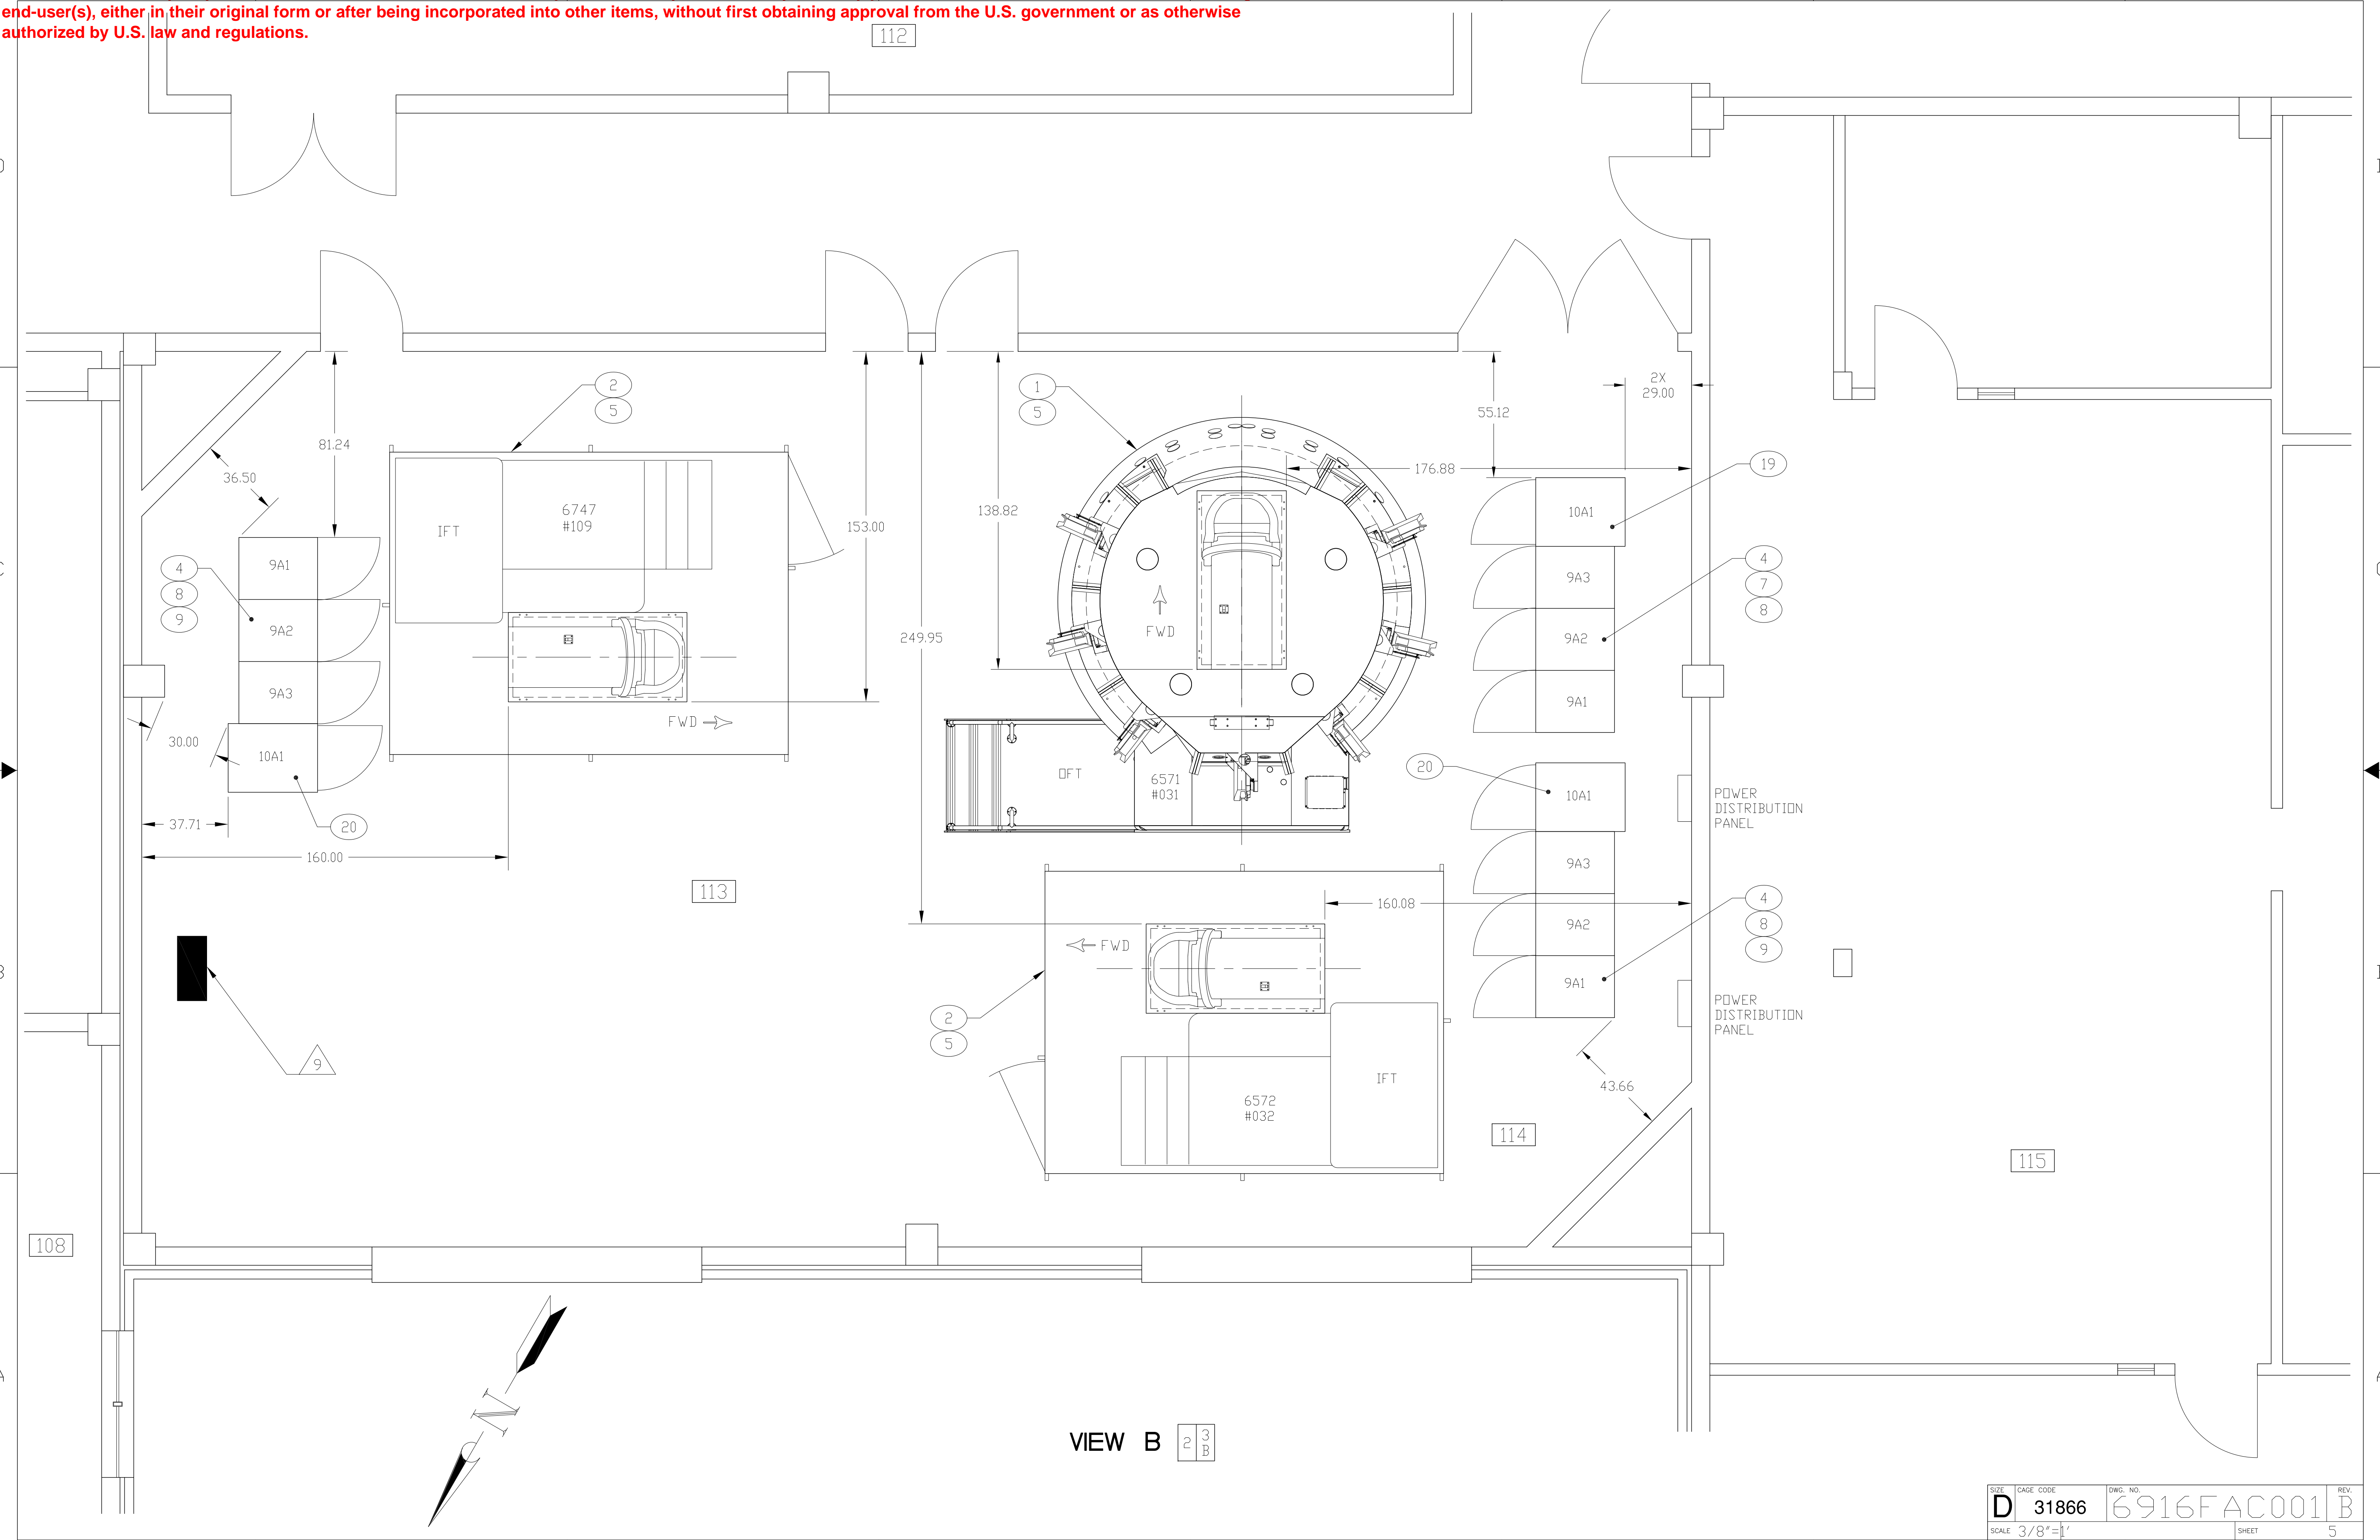 end-user(s), either in their original form or after being incorporated into other items, without first obtaining approval from the U.S. government or as otherwise
authorized by U.S. law and regulations.
112
2
5
1
5
2X
29.00
55.12
81.24
36.50
176.88
19
138.82
153.00
IFT
6747
#109
10A1
9A1
4
8
9
9A2
9A3
10A1
30.00
37.71
20
160.00
FWD
FWD
249.95
9A3
9A2
9A1
4
7
8
OFT
6571
#031
20
10A1
9A3
9A2
9A1
POWER
DISTRIBUTION
PANEL
4
8
9
POWER
DISTRIBUTION
PANEL
113
160.08
FWD
2
5
9
IFT
6572
#032
43.66
114
115
108
N
VIEW B
2
3
B
SIZE
D
CAGE CODE
31866
DWG. NO.
6916FAC001
REV.
B
SCALE 3/8"=1'
SHEET 5